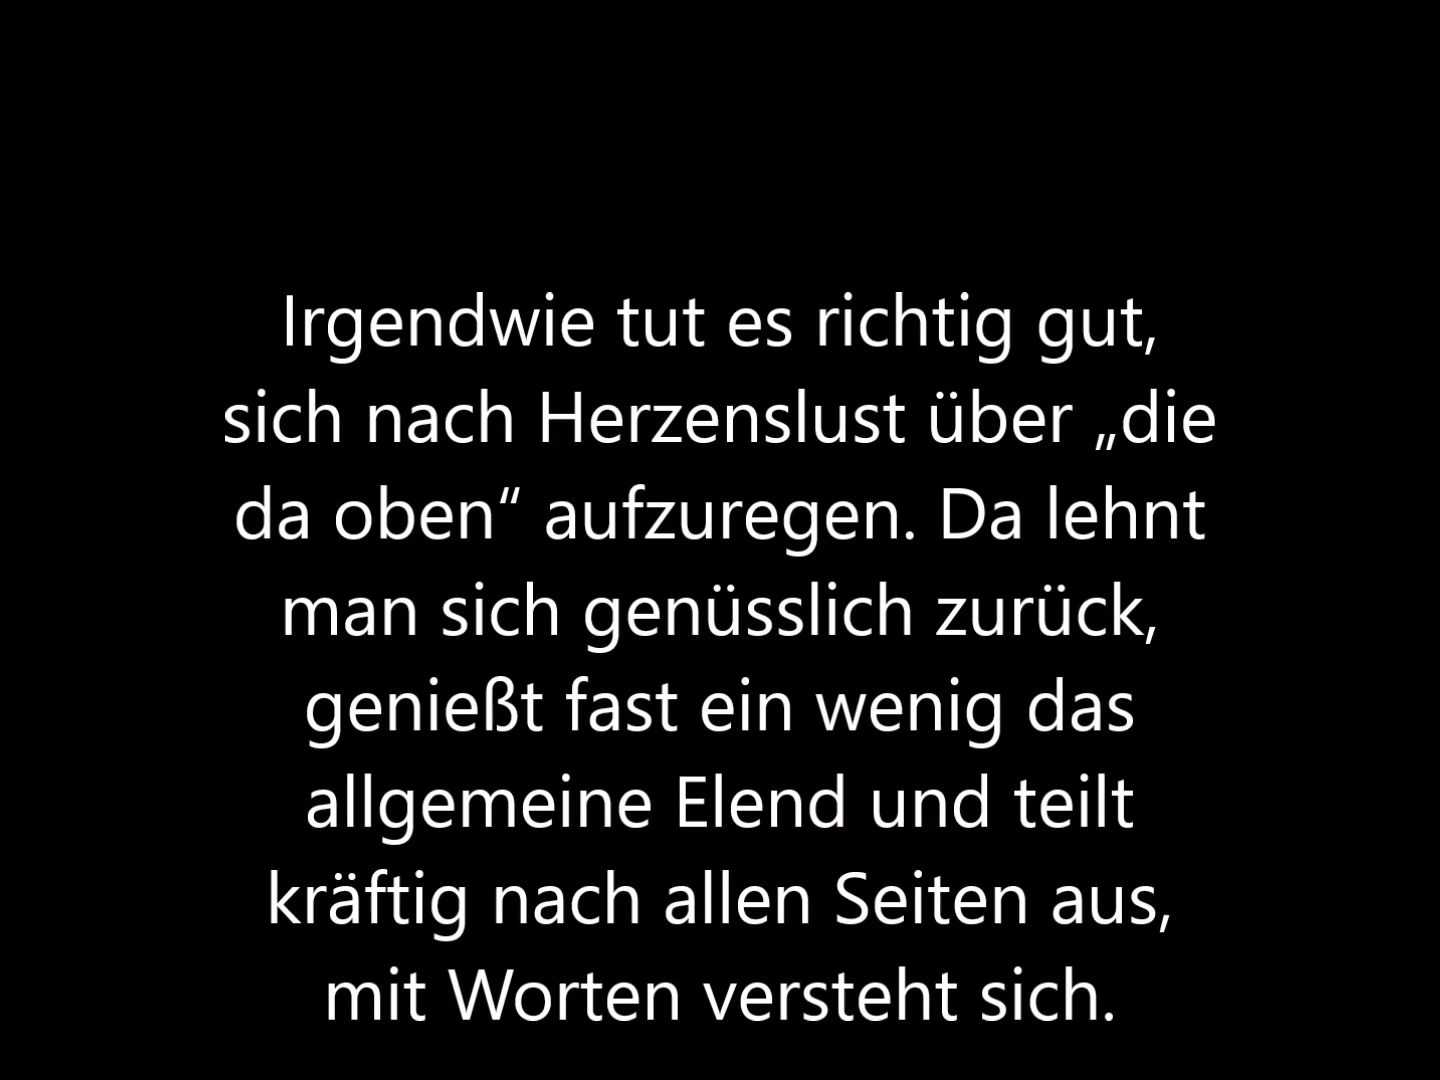 Irgendwie tut es richtig gut,
sich nach Herzenslust über „die
da oben“ aufzuregen. Da lehnt
man sich genüsslich zurück,
genießt fast ein wenig das
allgemeine Elend und teilt
kräftig nach allen Seiten aus,
mit Worten versteht sich.